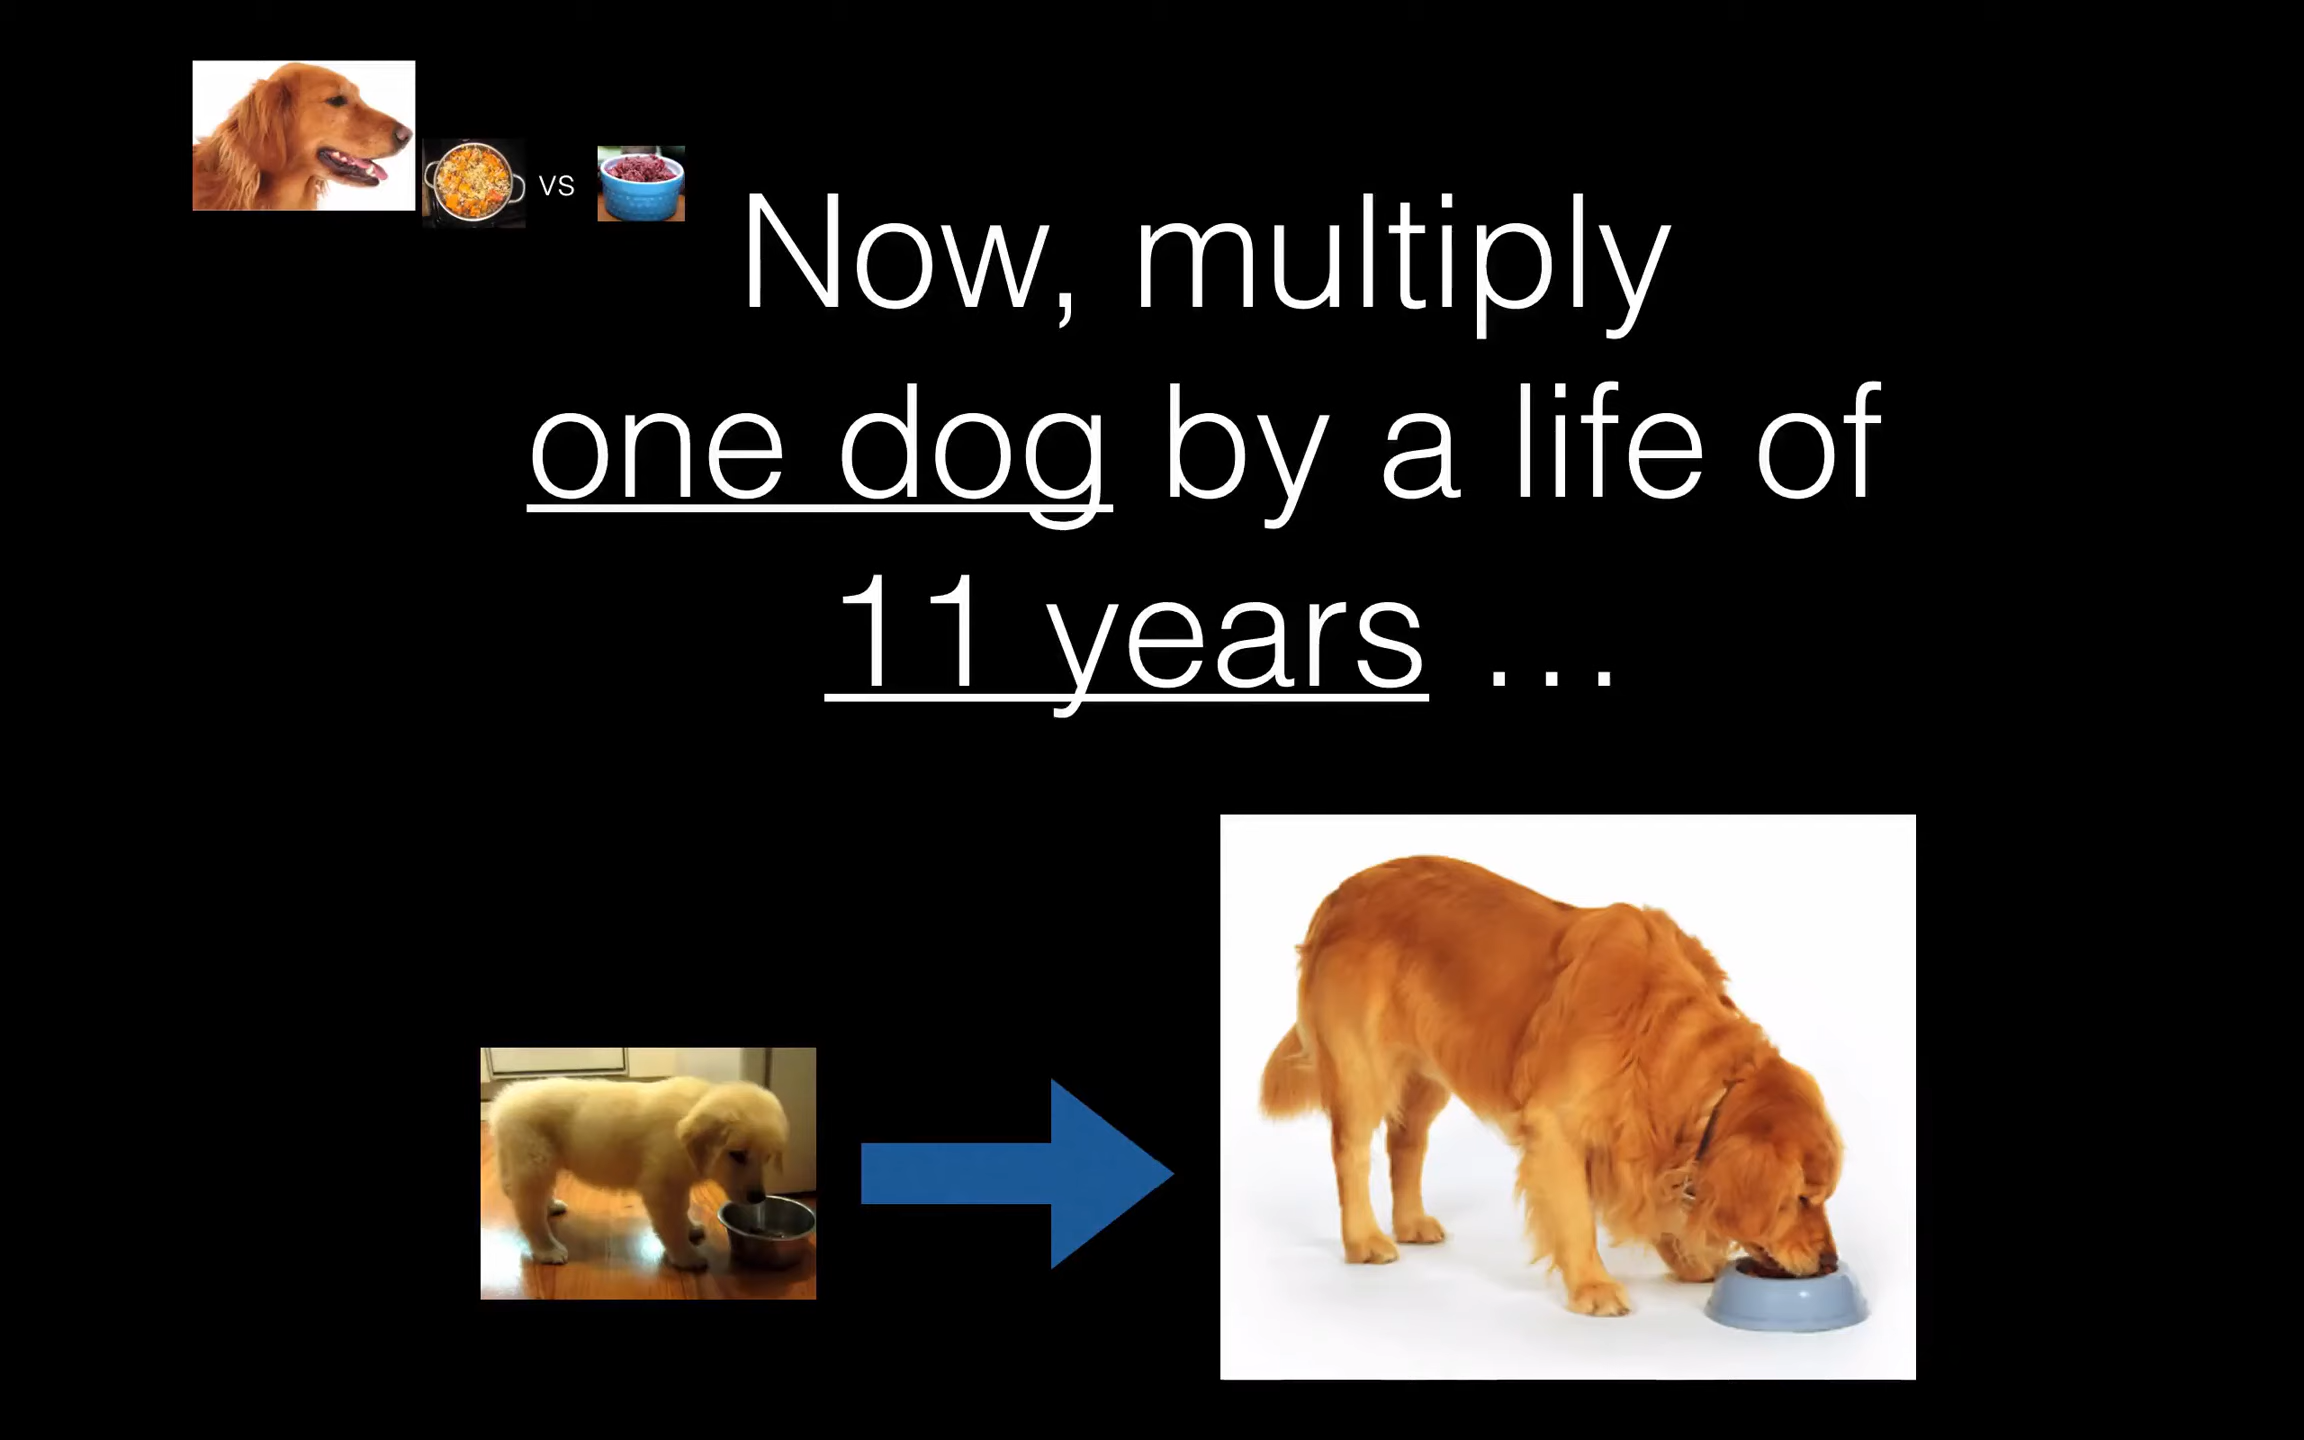 vs
Now, multiply
one dog by a life of
11 years ...